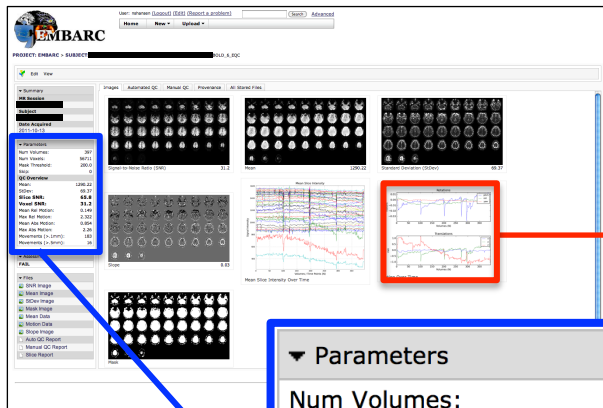 User: mhansen (Logout) (Edit) (Report a problem)
(Search) Advanced
Home New Upload
EMBARC
PROJECT: EMBARC > SUBJECT
BOLD_6_EQC
Edit View
Summary
MR Session
Subject
Date Acquired
2011-10-13
Parameters
Num Volumes: 397
Num Voxels: 56711
Mask Threshold: 200.0
Skip: 0
QC Overview
Mean: 1290.22
StDev: 69.37
Slice SNR: 65.8
Voxel SNR: 31.2
Mean Rel Motion: 0.149
Max Rel Motion: 2.322
Mean Abs Motion: 0.854
Max Abs Motion: 2.26
Movements (>.1mm): 183
Movements (>.5mm): 16
FAIL
Files
SNR Image
Mean Image
StDev Image
Mask Image
Mean Data
Motion Data
Slope Image
Auto QC Report
Manual QC Report
Slice Report
Images Automated QC Manual QC Provenance All Stored Files
Signal-to-Noise Ratio (SNR) 31.2
Mean 1290.22
Standard Deviation (StDev) 69.37
Slope 0.03
Mean Slice Intensity
Mean Slice Intensity Over Time
Rotations
Translations
Mask
Parameters
Num Volumes: